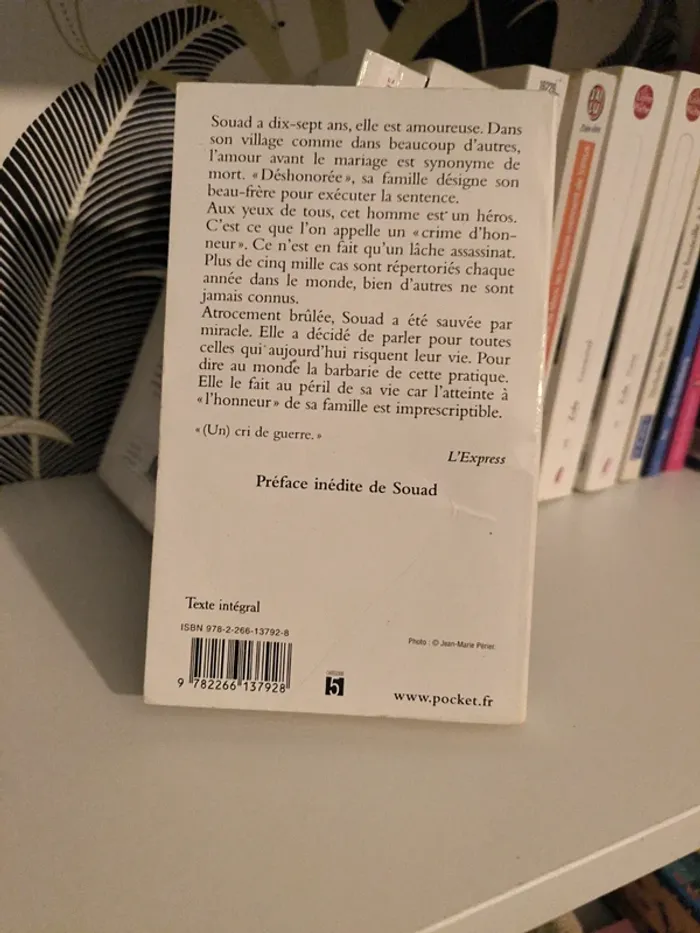 Souad a dix-sept ans, elle est amoureuse. Dans
son village comme dans beaucoup d'autres,
l'amour avant le mariage est synonyme de
mort. «Déshonorée», sa famille désigne son
beau-frère pour exécuter la sentence.
Aux yeux de tous, cet homme est un héros.
C'est ce que l'on appelle un «crime d'hon-
neur». Ce n'est en fait qu'un lâche assassinat.
Plus de cinq mille cas sont répertoriés chaque
année dans le monde, bien d'autres ne sont
jamais connus.
Atrocement brûlée, Souad a été sauvée par
miracle. Elle a décidé de parler pour toutes
celles qui aujourd'hui risquent leur vie. Pour
dire au monde la barbarie de cette pratique.
Elle le fait au péril de sa vie car l'atteinte à
«l'honneur» de sa famille est imprescriptible.
«(Un) cri de guerre.»
L'Express
Préface inédite de Souad
Texte intégral
ISBN 978-2-266-13792-8
Photo : © Jean-Marie Périer.
9 782266 137928
5
www.pocket.fr